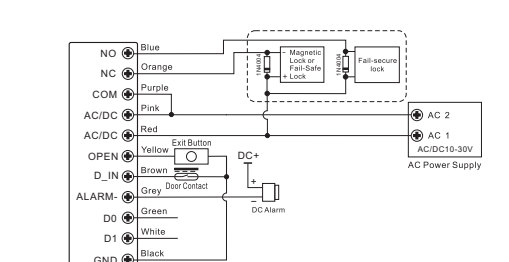 NO Blue
NC Orange
COM Purple
AC/DC Pink
AC/DC Red
OPEN Yellow
D_IN Brown
ALARM- Grey
D0 Green
D1 White
GND Black
1N4004
- Magnetic
Lock or
Fail-Safe
+ Lock
1N4004
Fail-secure
lock
AC 2
AC 1
AC/DC10-30V
AC Power Supply
Exit Button
Door Contact
DC+
+
–
DC Alarm